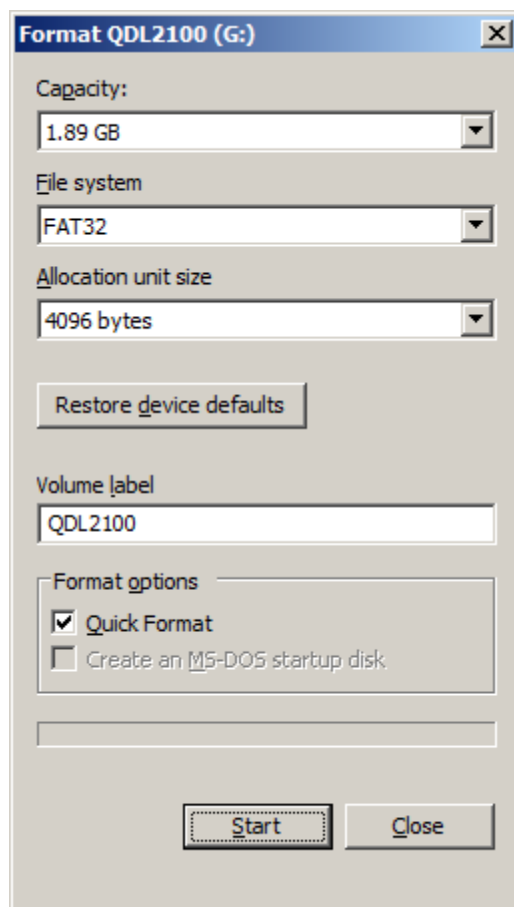 Format QDL2100 (G:)
Capacity:
1.89 GB
File system
FAT32
Allocation unit size
4096 bytes
Restore device defaults
Volume label
QDL2100
Format options
Quick Format
Create an MS-DOS startup disk
Start
Close